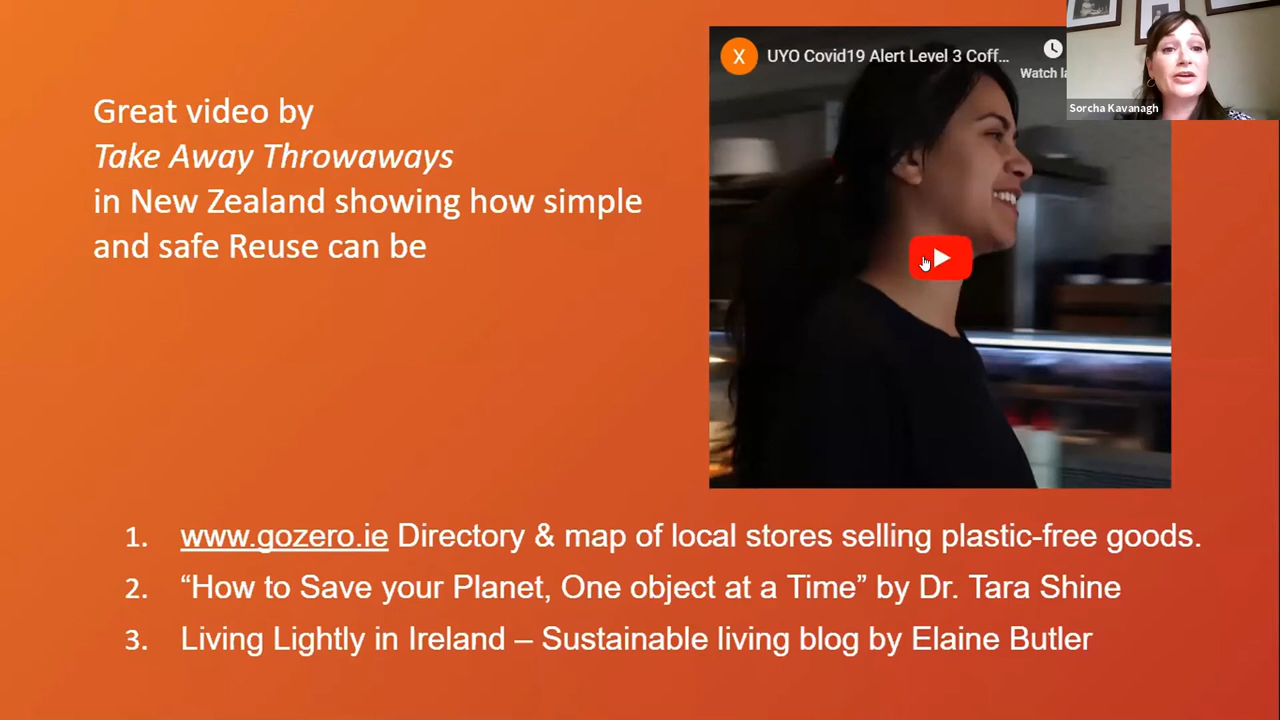 Great video by
Take Away Throwaways
in New Zealand showing how simple
and safe Reuse can be
X
UYO Covid19 Alert Level 3 Coff...
Watch la
Sorcha Kavanagh
1. www.gozero.ie Directory & map of local stores selling plastic-free goods.
2. “How to Save your Planet, One object at a Time” by Dr. Tara Shine
3. Living Lightly in Ireland – Sustainable living blog by Elaine Butler